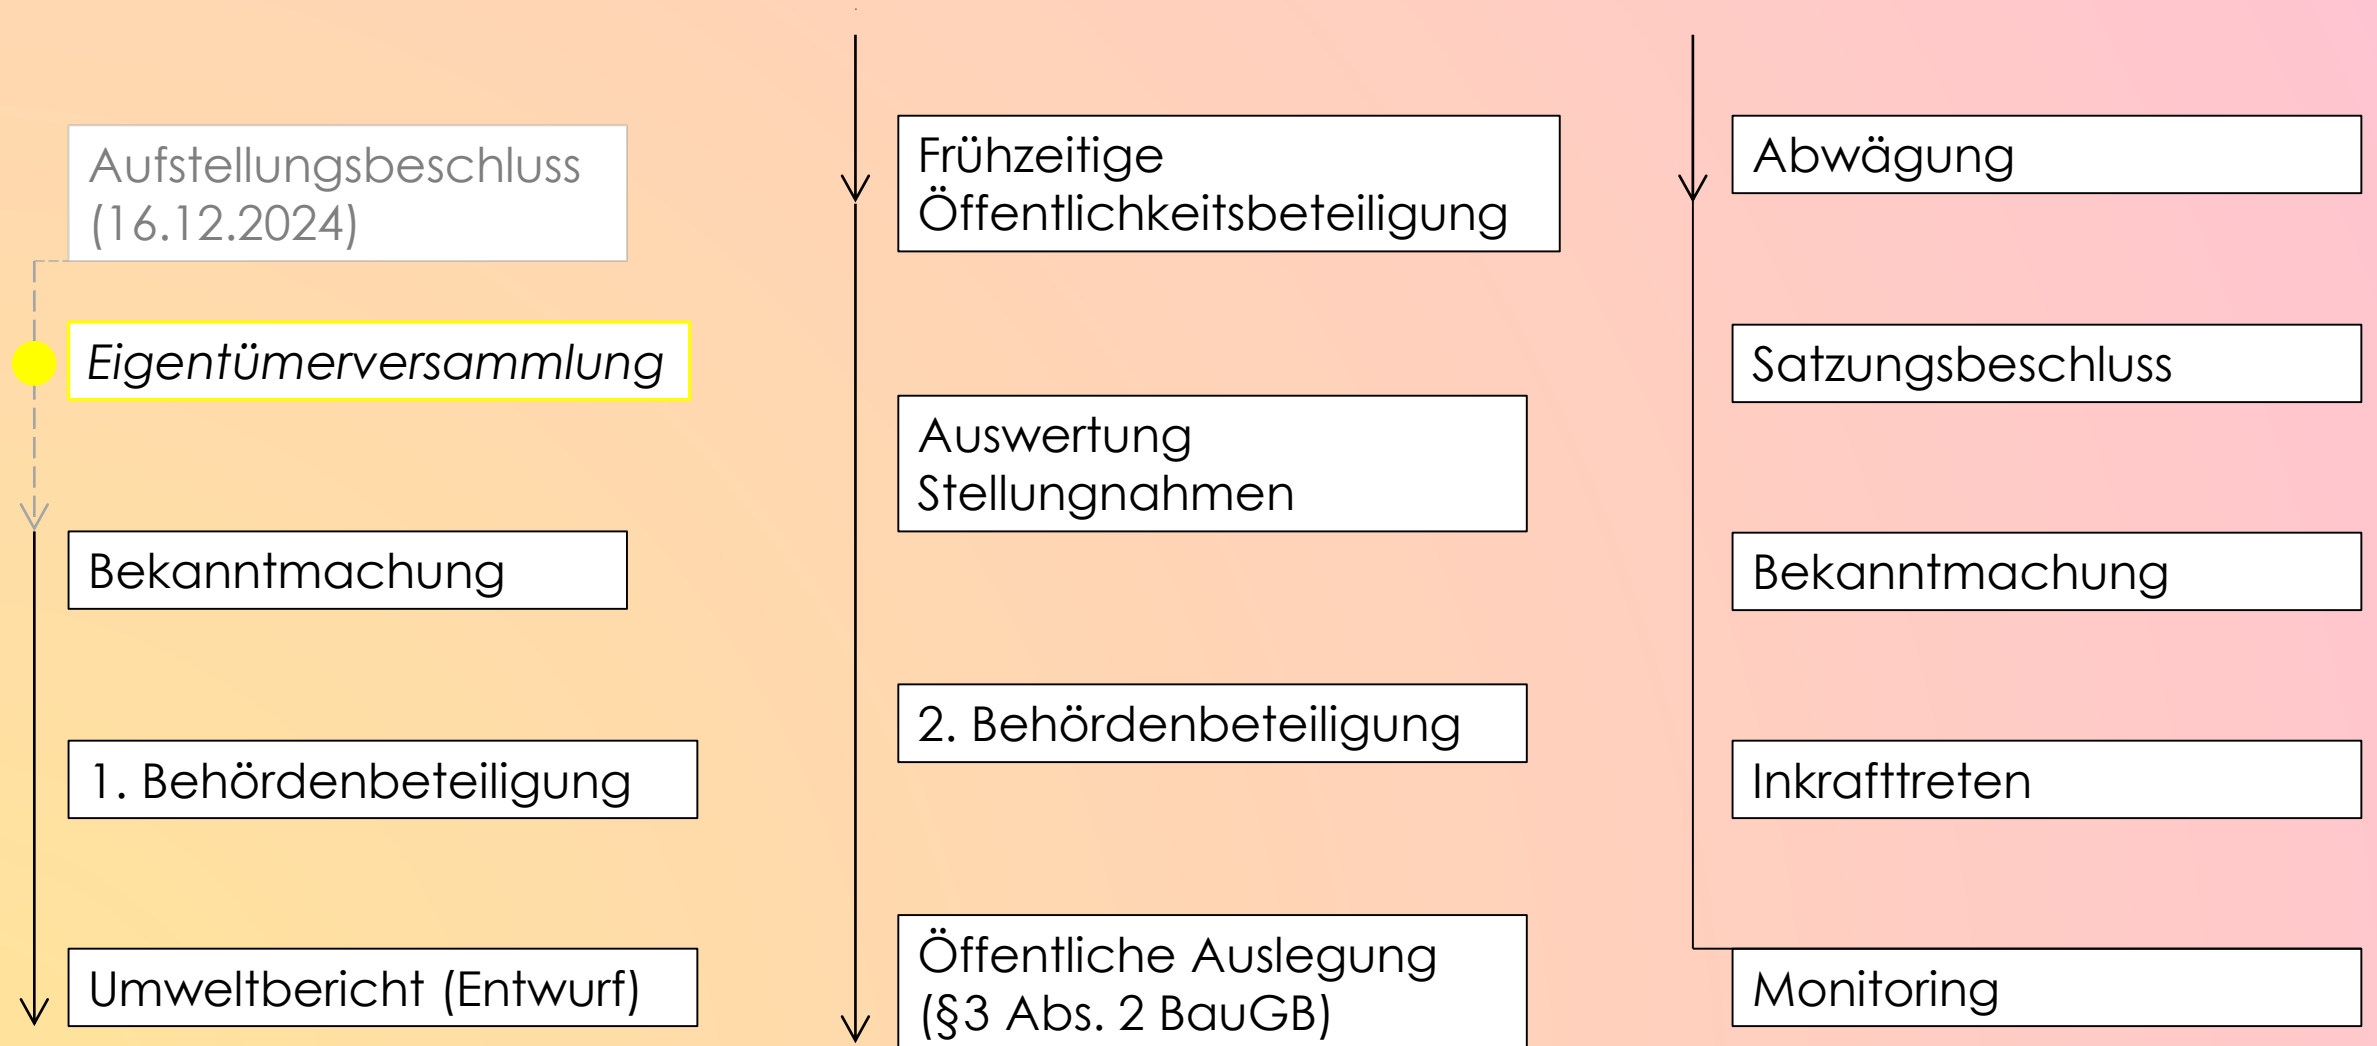 Aufstellungsbeschluss
(16.12.2024)
Eigentümerversammlung
Bekanntmachung
1. Behördenbeteiligung
Umweltbericht (Entwurf)
Frühzeitige
Öffentlichkeitsbeteiligung
Auswertung
Stellungnahmen
2. Behördenbeteiligung
Öffentliche Auslegung
(§3 Abs. 2 BauGB)
Abwägung
Satzungsbeschluss
Bekanntmachung
Inkrafttreten
Monitoring